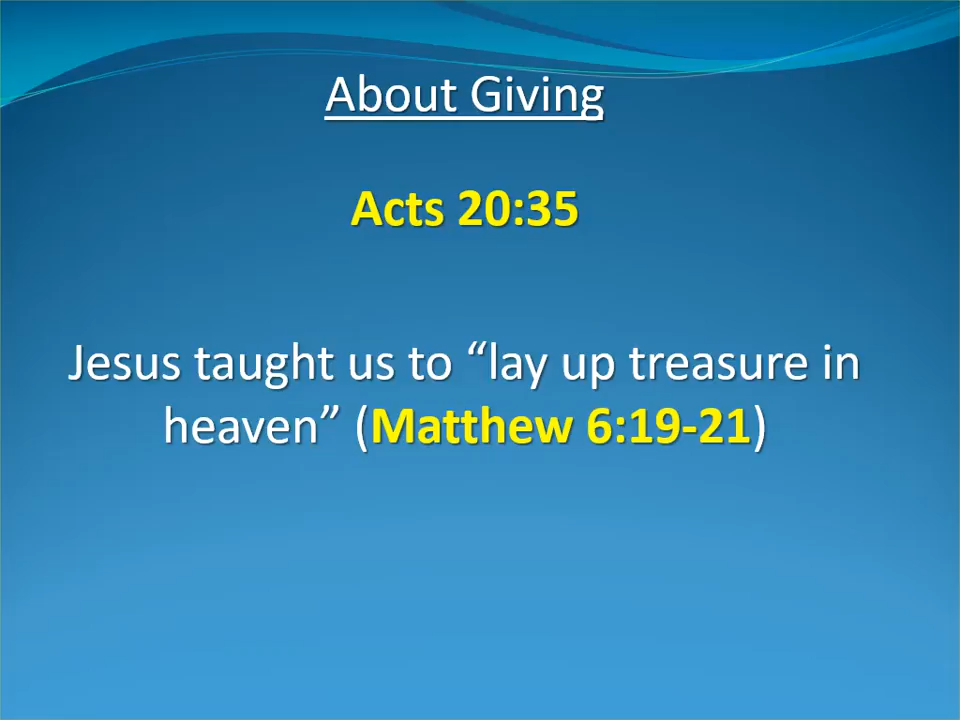 About Giving
Acts 20:35
Jesus taught us to “lay up treasure in
heaven” (Matthew 6:19-21)